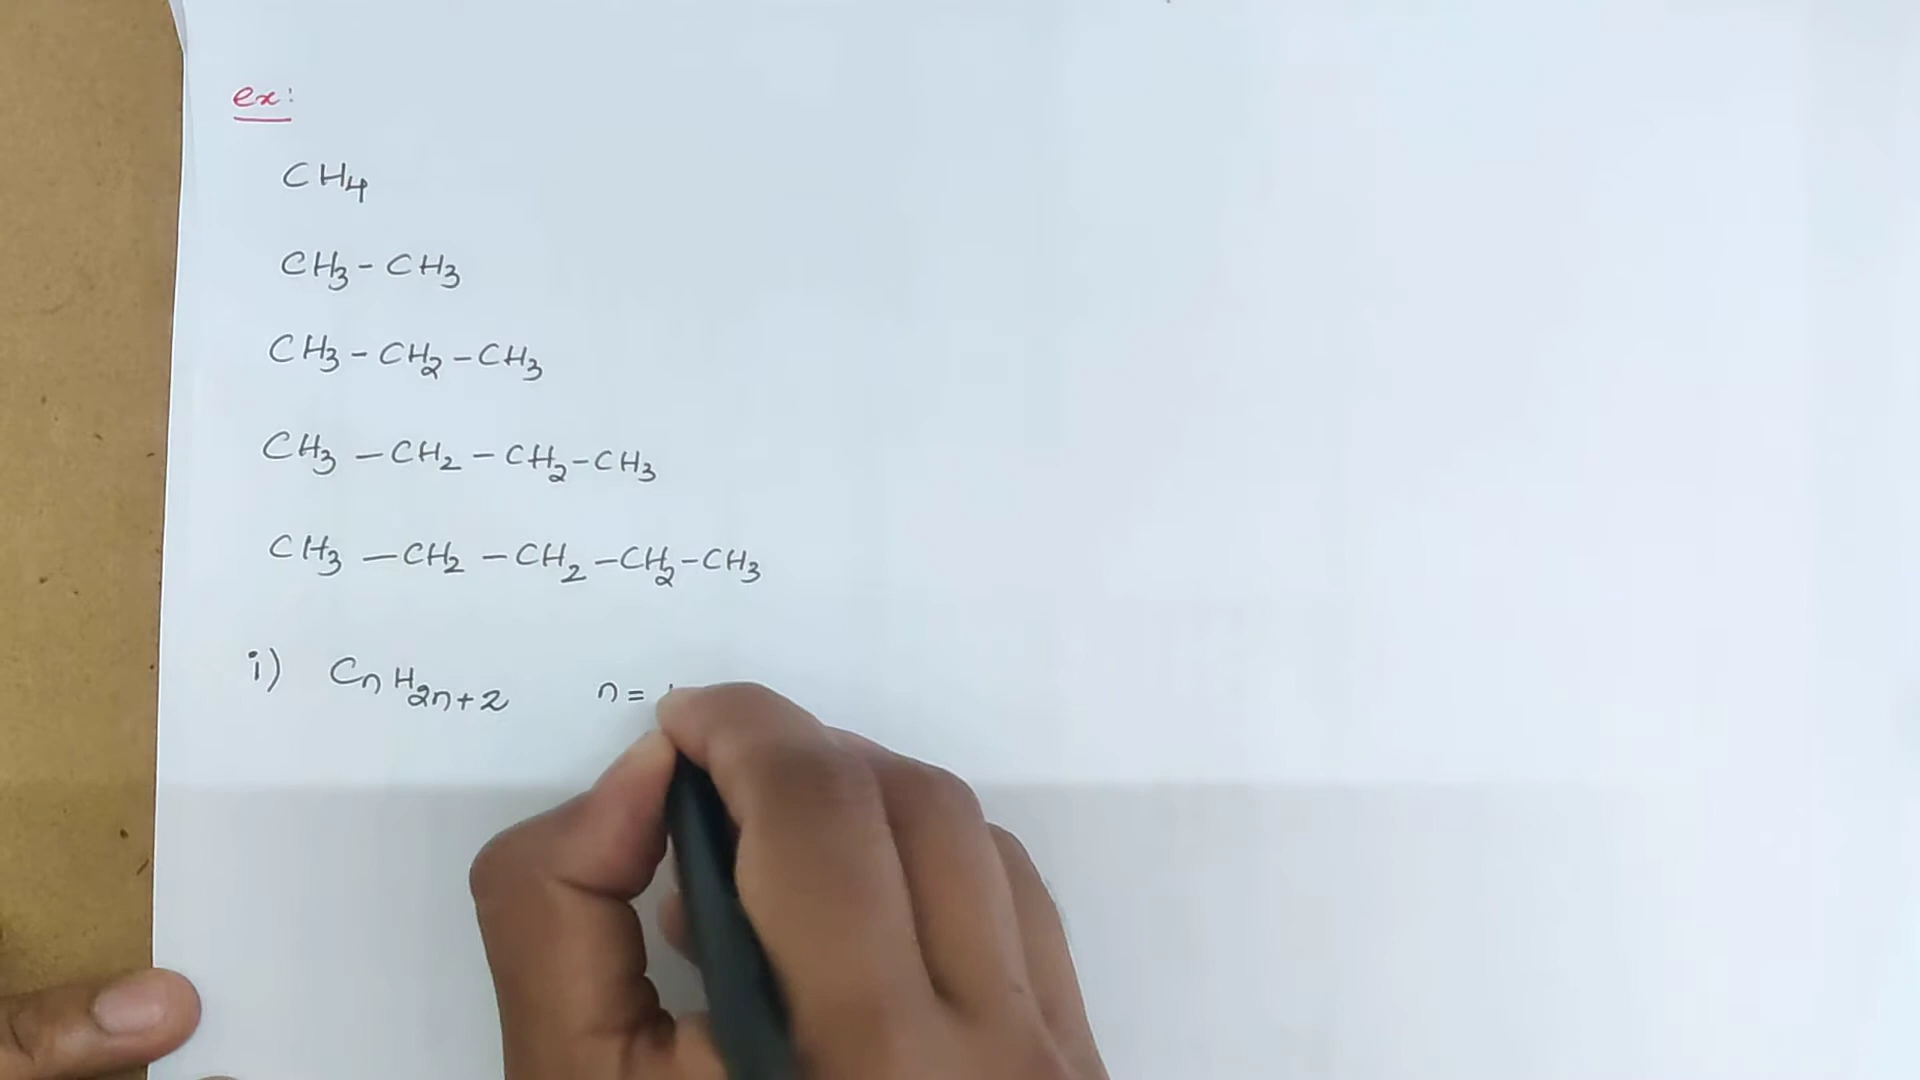 ex:
CH₄
CH₃-CH₃
CH₃-CH₂-CH₃
CH₃-CH₂-CH₂-CH₃
CH₃-CH₂-CH₂-CH₂-CH₃
i) CₙH₂ₙ₊₂ n=